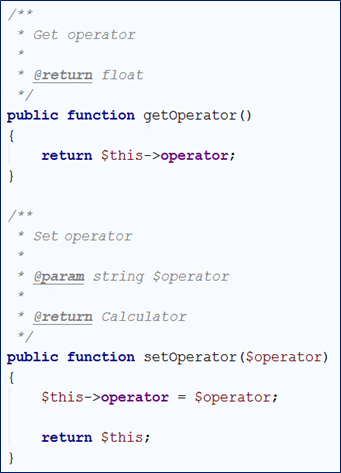 /**
 * Get operator
 *
 * @return float
 */
public function getOperator()
{
    return $this->operator;
}

/**
 * Set operator
 *
 * @param string $operator
 *
 * @return Calculator
 */
public function setOperator($operator)
{
    $this->operator = $operator;

    return $this;
}